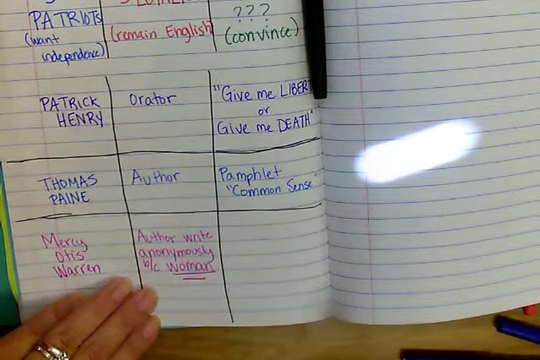 PATRIOTS
(want
independence)
(remain English)
???
(convince)
PATRICK
HENRY
Orator
"Give me LIBERT
or
Give me DEATH"
THOMAS
PAINE
Author
Pamphlet
"Common Sense"
Mercy
Otis
Warren
Author write
anonymously
b/c woman